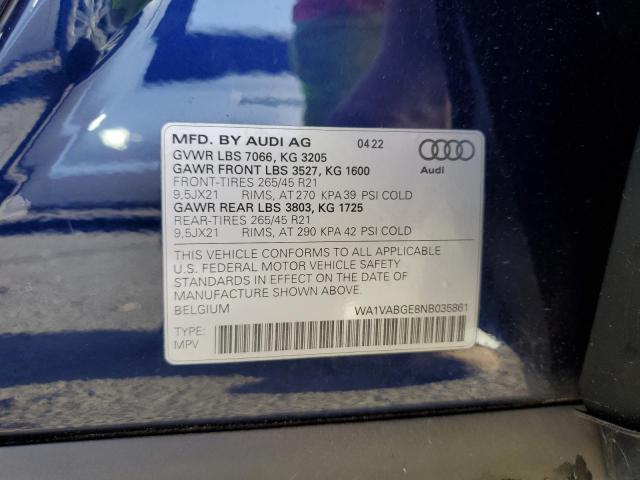 MFD. BY AUDI AG 04 22
GVWR LBS 7066, KG 3205
GAWR FRONT LBS 3527, KG 1600
FRONT-TIRES 265/45 R21
9,5JX21 RIMS, AT 270 KPA 39 PSI COLD
GAWR REAR LBS 3803, KG 1725
REAR-TIRES 265/45 R21
9,5JX21 RIMS, AT 290 KPA 42 PSI COLD
Audi
THIS VEHICLE CONFORMS TO ALL APPLICABLE
U.S. FEDERAL MOTOR VEHICLE SAFETY
STANDARDS IN EFFECT ON THE DATE OF
MANUFACTURE SHOWN ABOVE.
BELGIUM WA1VABGE8NB035861
TYPE:
MPV